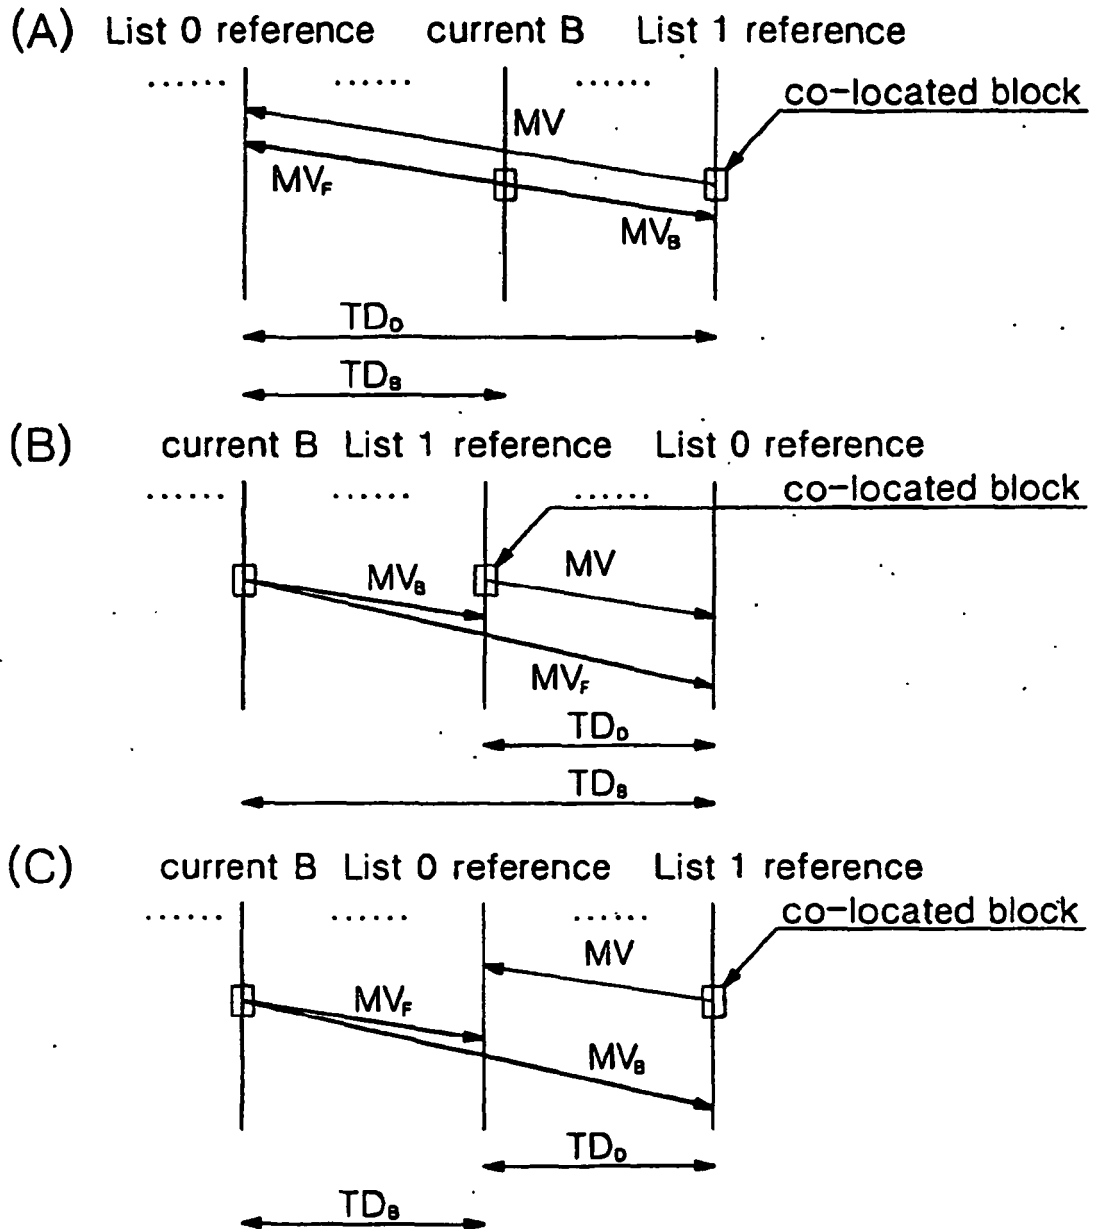 (A) List 0 reference current B List 1 reference
...... ...... ......
co-located block
MV
MVF
MVB
TDD
TDB
(B) current B List 1 reference List 0 reference
...... ...... ......
co-located block
MVB
MV
MVF
TDD
TDB
(C) current B List 0 reference List 1 reference
...... ...... ......
co-located block
MV
MVF
MVB
TDD
TDB